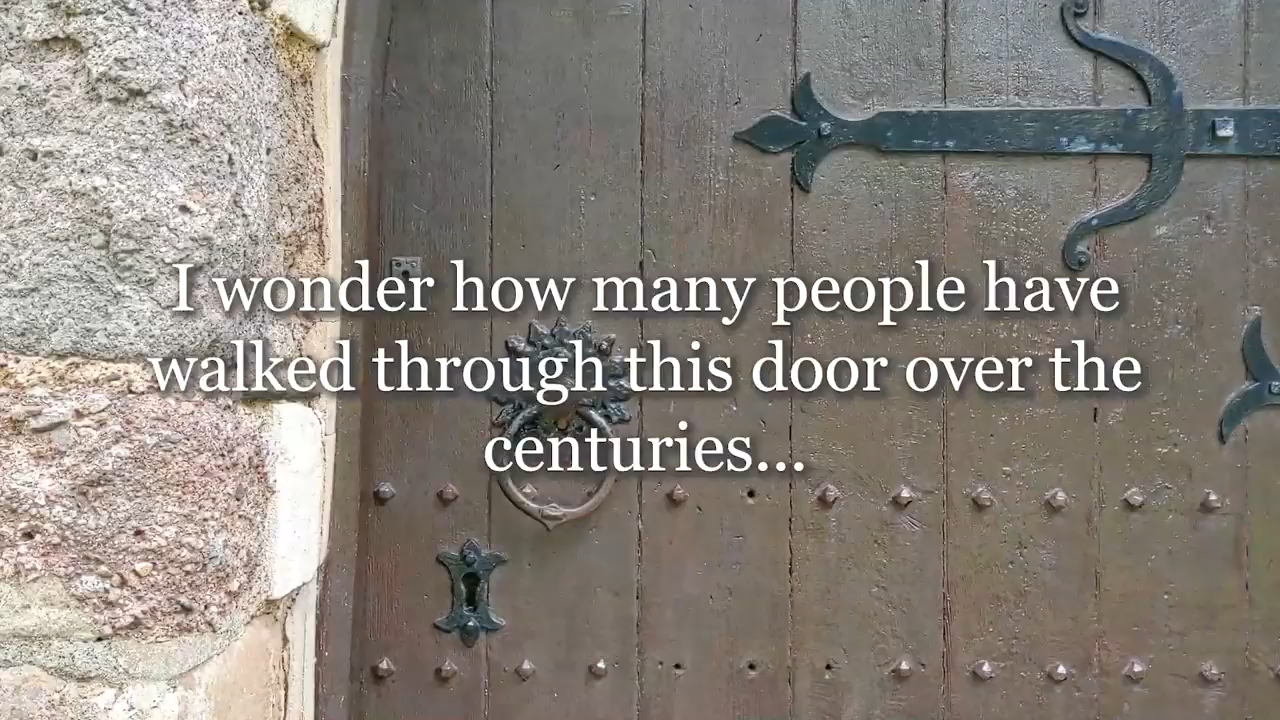 I wonder how many people have
walked through this door over the
centuries...